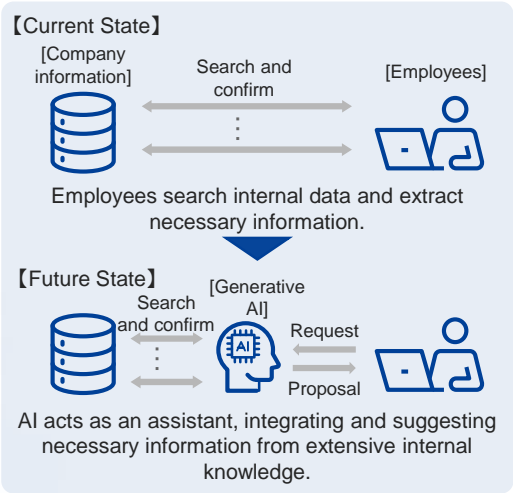 【Current State】
[Company
information]
Search and
confirm
[Employees]
Employees search internal data and extract
necessary information.
【Future State】
Search
and confirm
[Generative
AI]
AI
Request
Proposal
AI acts as an assistant, integrating and suggesting
necessary information from extensive internal
knowledge.